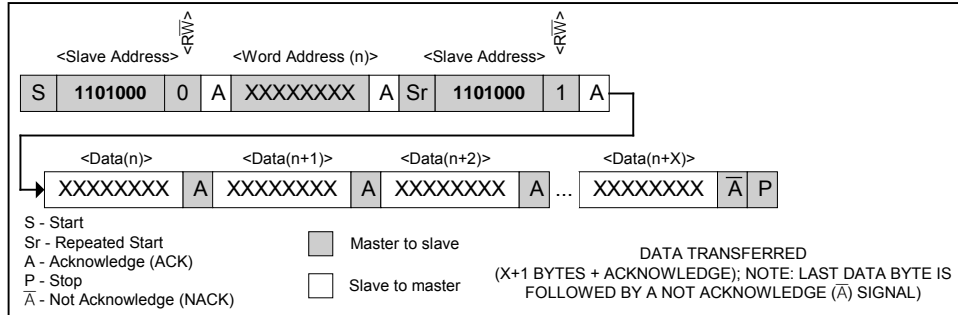 <RW̅>
<RW̅>
<Slave Address>
<Word Address (n)>
<Slave Address>
S 1101000 0 A XXXXXXXX A Sr 1101000 1 A
<Data(n)> <Data(n+1)> <Data(n+2)> <Data(n+X)>
XXXXXXXX A XXXXXXXX A XXXXXXXX A ... XXXXXXXX A̅ P
S - Start
Sr - Repeated Start
A - Acknowledge (ACK)
P - Stop
A̅ - Not Acknowledge (NACK)
Master to slave
Slave to master
DATA TRANSFERRED
(X+1 BYTES + ACKNOWLEDGE); NOTE: LAST DATA BYTE IS
FOLLOWED BY A NOT ACKNOWLEDGE (A̅) SIGNAL)